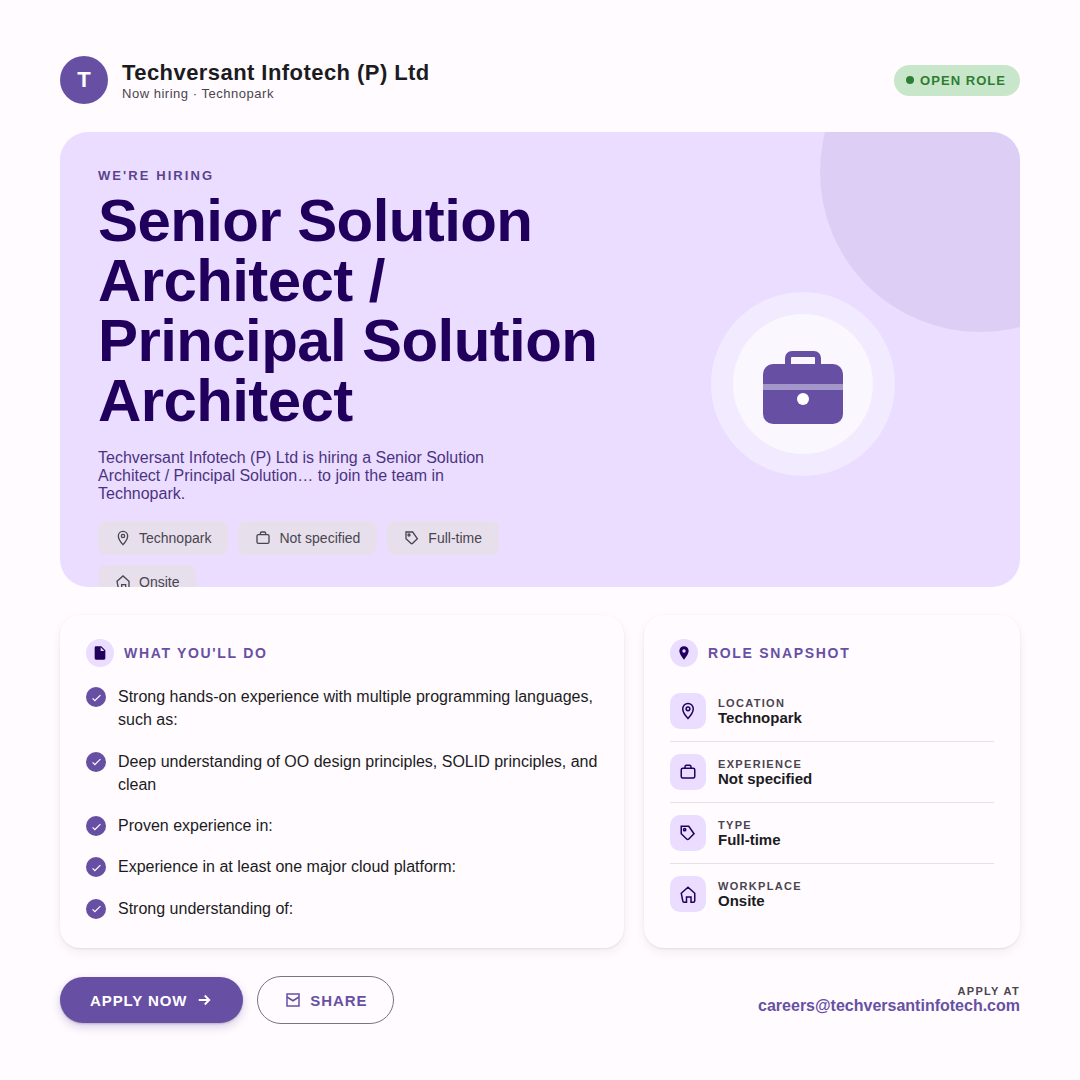 T
Techversant Infotech (P) Ltd
Now hiring · Technopark
OPEN ROLE
WE'RE HIRING
Senior Solution
Architect /
Principal Solution
Architect
Techversant Infotech (P) Ltd is hiring a Senior Solution
Architect / Principal Solution… to join the team in
Technopark.
Technopark
Not specified
Full-time
Onsite
WHAT YOU'LL DO
Strong hands-on experience with multiple programming languages,
such as:
Deep understanding of OO design principles, SOLID principles, and
clean
Proven experience in:
Experience in at least one major cloud platform:
Strong understanding of:
ROLE SNAPSHOT
LOCATION
Technopark
EXPERIENCE
Not specified
TYPE
Full-time
WORKPLACE
Onsite
APPLY NOW
SHARE
APPLY AT
careers@techversantinfotech.com